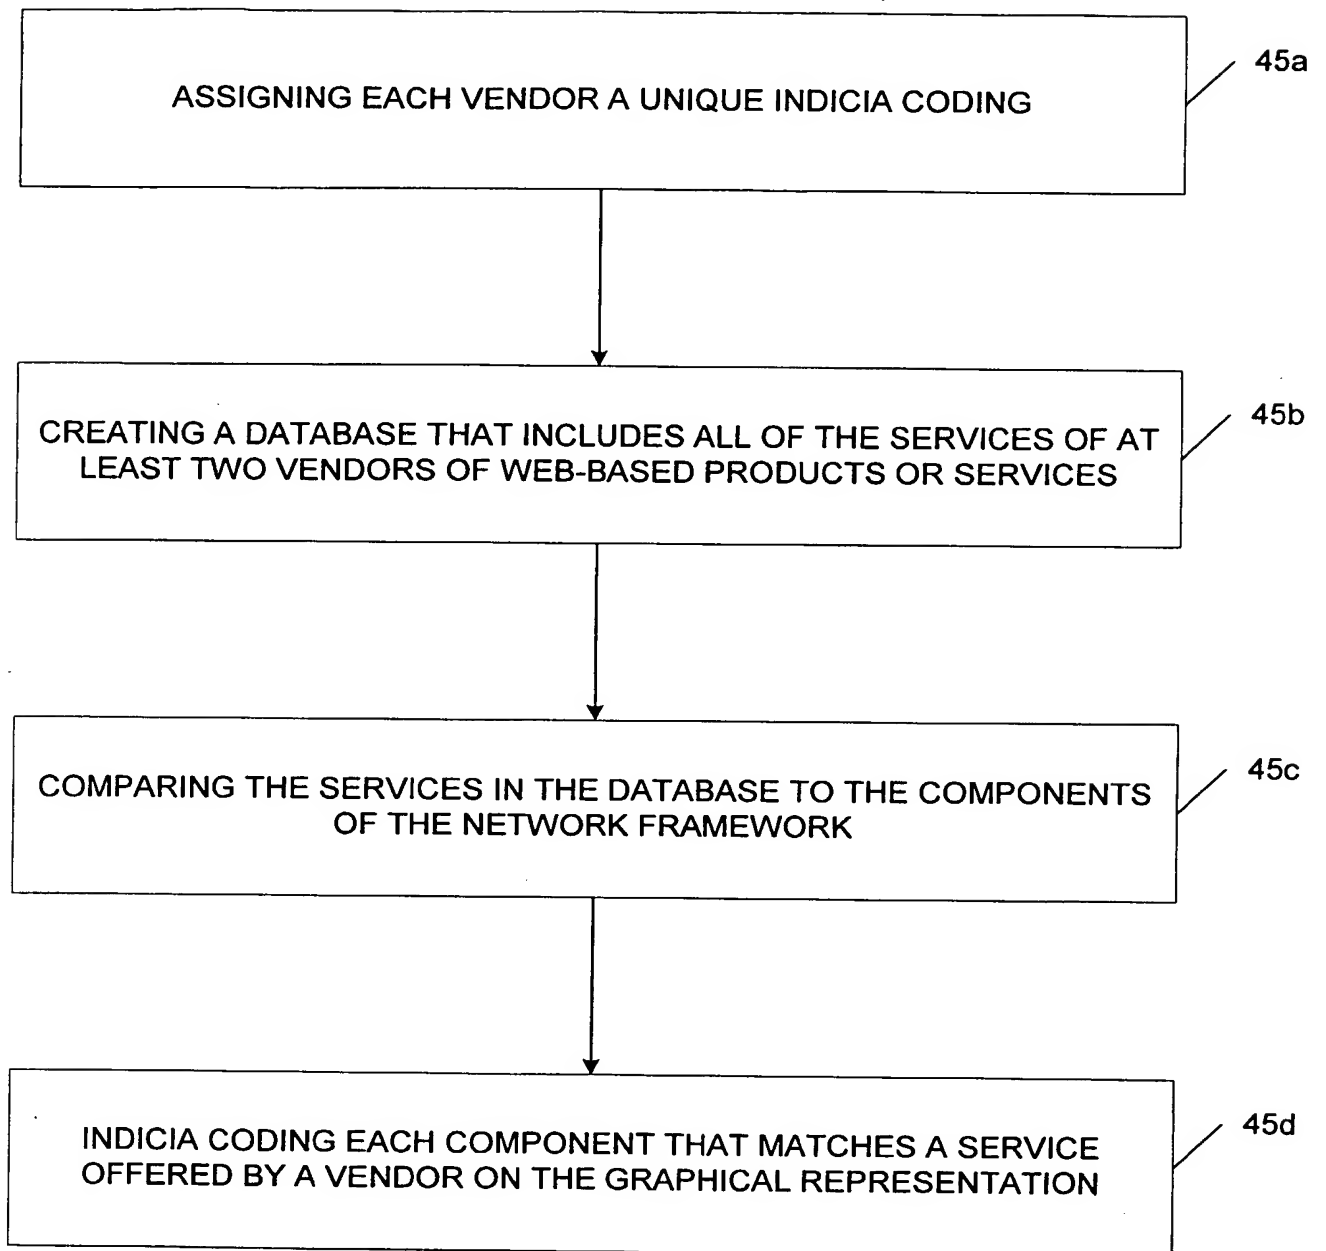 ASSIGNING EACH VENDOR A UNIQUE INDICIA CODING
45a
CREATING A DATABASE THAT INCLUDES ALL OF THE SERVICES OF AT
LEAST TWO VENDORS OF WEB-BASED PRODUCTS OR SERVICES
45b
COMPARING THE SERVICES IN THE DATABASE TO THE COMPONENTS
OF THE NETWORK FRAMEWORK
45c
INDICIA CODING EACH COMPONENT THAT MATCHES A SERVICE
OFFERED BY A VENDOR ON THE GRAPHICAL REPRESENTATION
45d